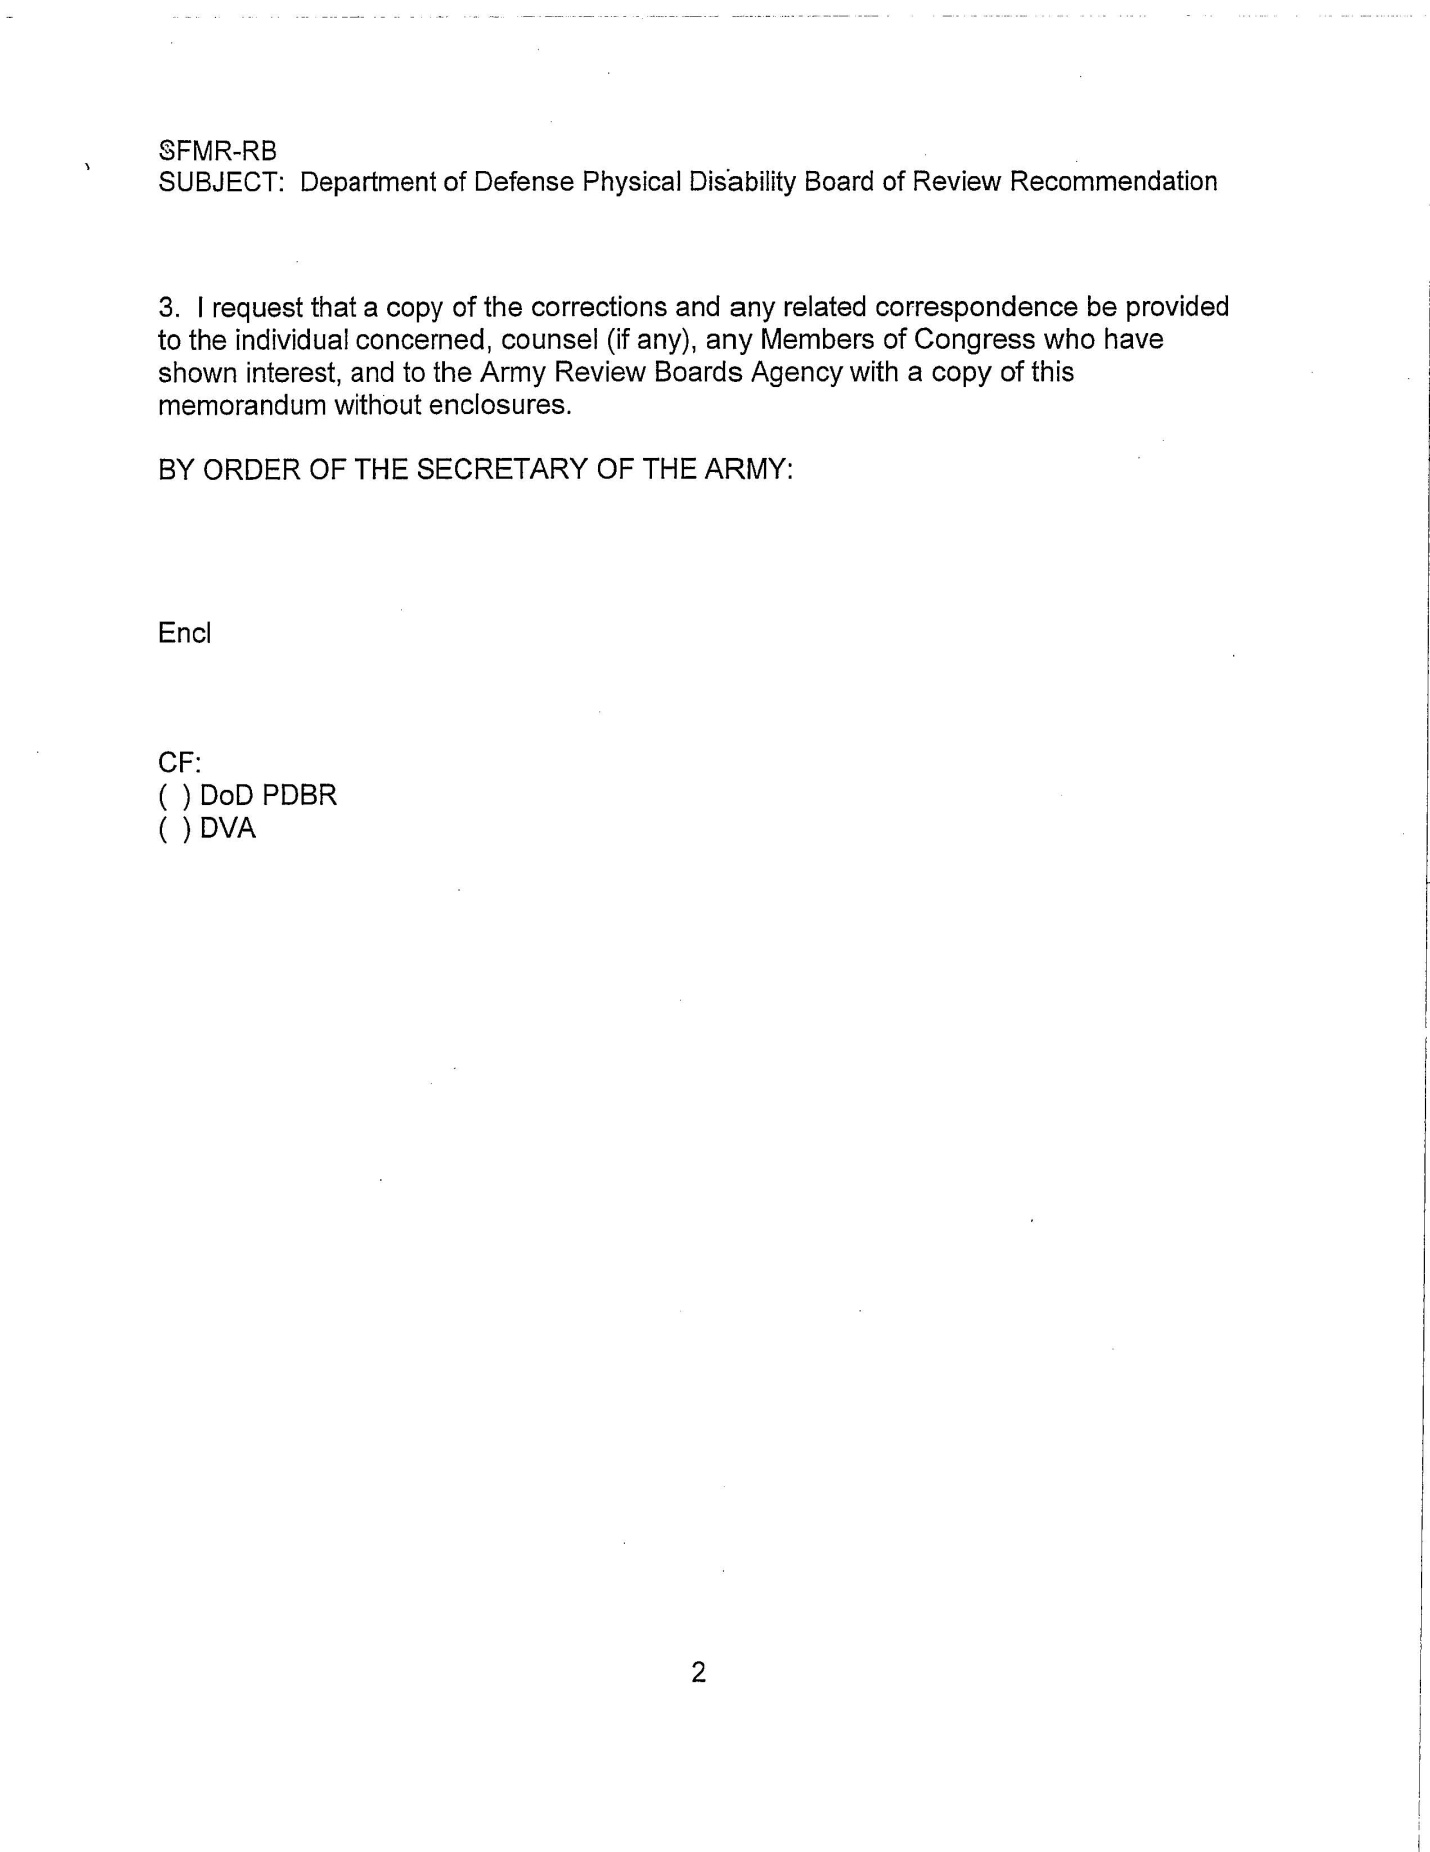 SFMR-RB
SUBJECT: Department of Defense Physical Disability Board of Review Recommendation
3. I request that a copy of the corrections and any related correspondence be provided
to the individual concerned, counsel (if any), any Members of Congress who have
shown interest, and to the Army Review Boards Agency with a copy of this
memorandum without enclosures.
BY ORDER OF THE SECRETARY OF THE ARMY:
Encl
CF:
( ) DoD PDBR
( ) DVA
2